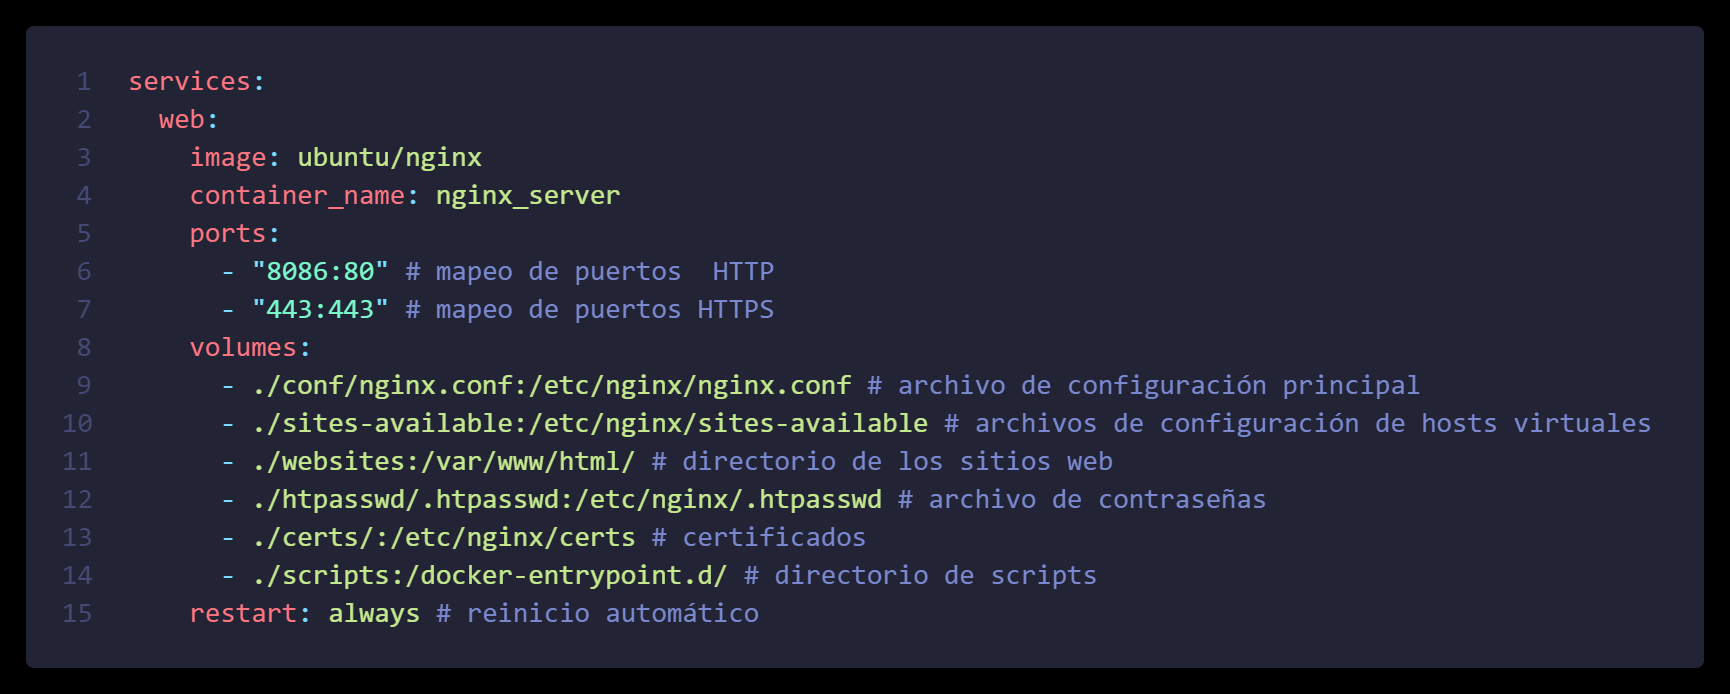 1 services:
2   web:
3     image: ubuntu/nginx
4     container_name: nginx_server
5     ports:
6       - "8086:80" # mapeo de puertos  HTTP
7       - "443:443" # mapeo de puertos HTTPS
8     volumes:
9       - ./conf/nginx.conf:/etc/nginx/nginx.conf # archivo de configuración principal
10       - ./sites-available:/etc/nginx/sites-available # archivos de configuración de hosts virtuales
11       - ./websites:/var/www/html/ # directorio de los sitios web
12       - ./htpasswd/.htpasswd:/etc/nginx/.htpasswd # archivo de contraseñas
13       - ./certs/:/etc/nginx/certs # certificados
14       - ./scripts:/docker-entrypoint.d/ # directorio de scripts
15     restart: always # reinicio automático